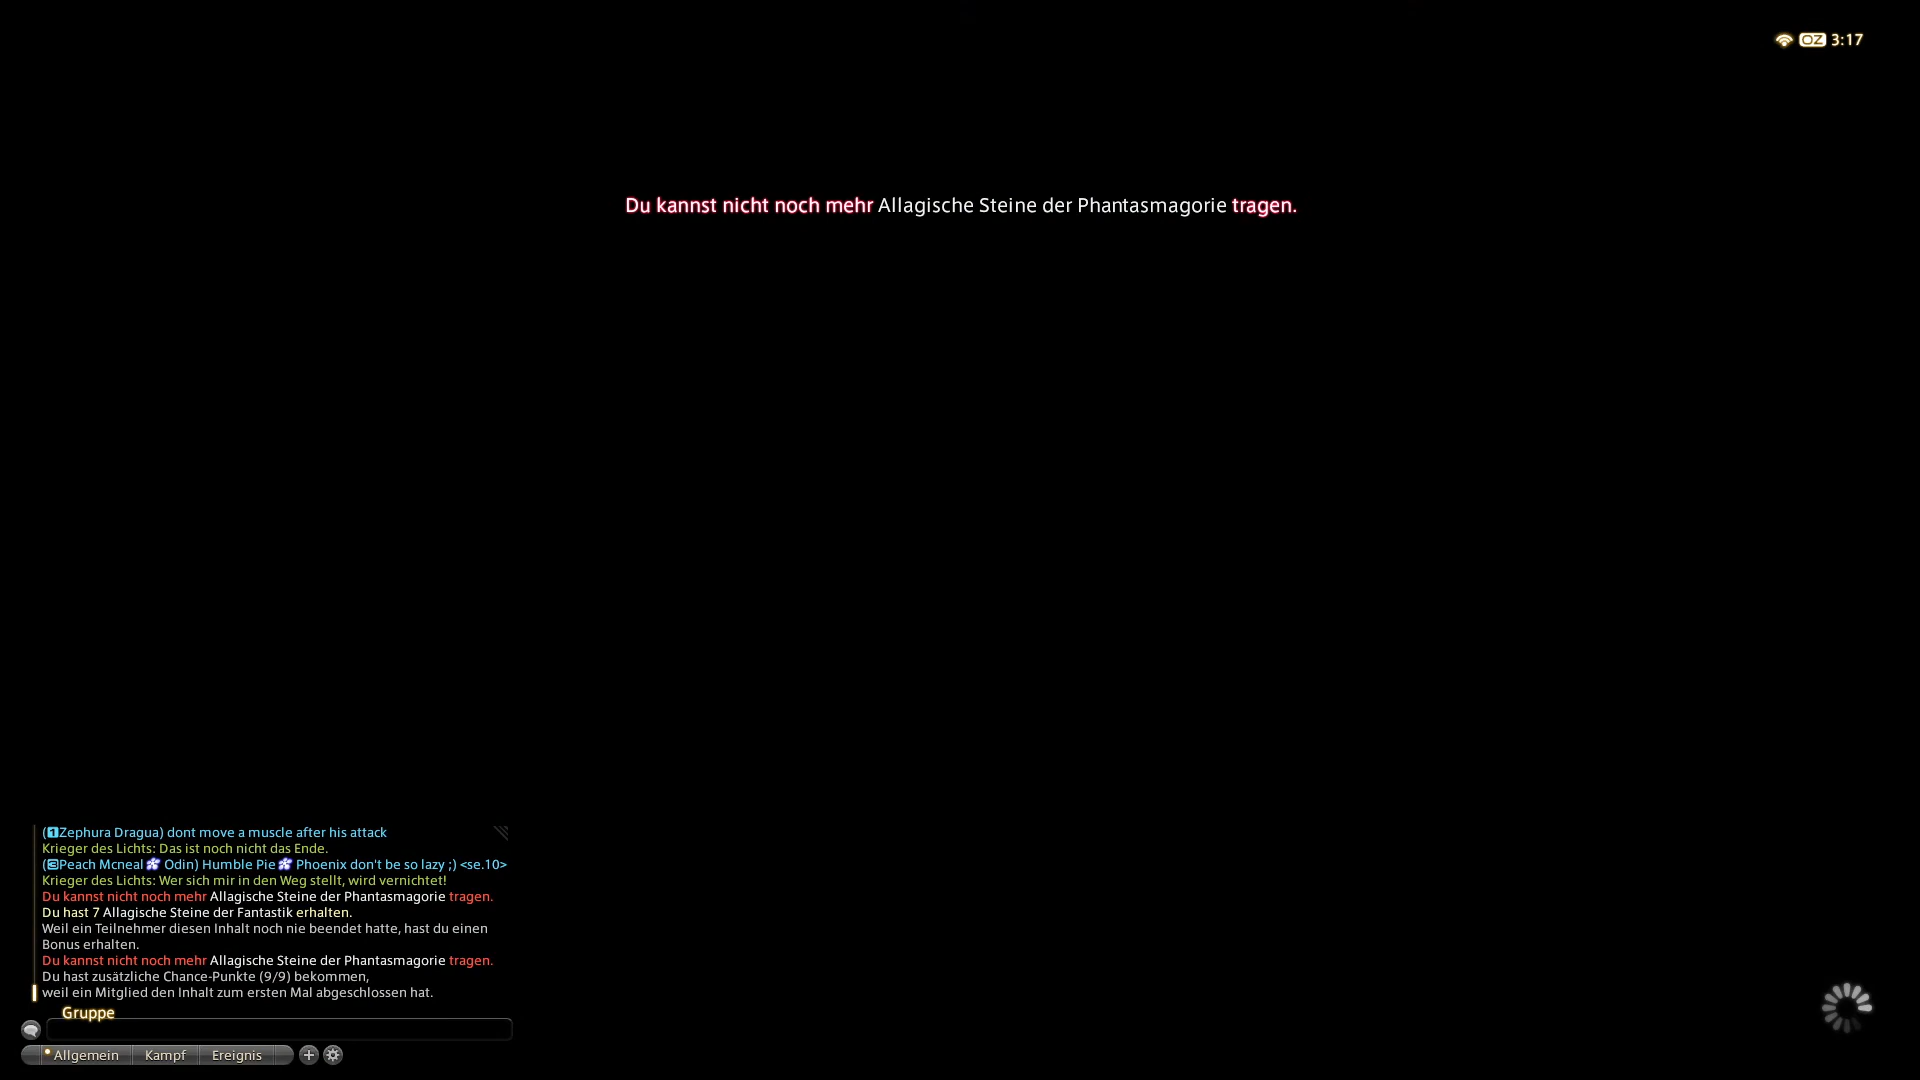 OZ 3:17
Du kannst nicht noch mehr Allagische Steine der Phantasmagorie tragen.
(1Zephura Dragua) dont move a muscle after his attack
Krieger des Lichts: Das ist noch nicht das Ende.
(3Peach Mcneal Odin) Humble Pie Phoenix don't be so lazy ;) <se.10>
Krieger des Lichts: Wer sich mir in den Weg stellt, wird vernichtet!
Du kannst nicht noch mehr Allagische Steine der Phantasmagorie tragen.
Du hast 7 Allagische Steine der Fantastik erhalten.
Weil ein Teilnehmer diesen Inhalt noch nie beendet hatte, hast du einen
Bonus erhalten.
Du kannst nicht noch mehr Allagische Steine der Phantasmagorie tragen.
Du hast zusätzliche Chance-Punkte (9/9) bekommen,
weil ein Mitglied den Inhalt zum ersten Mal abgeschlossen hat.
Gruppe
Allgemein Kampf Ereignis